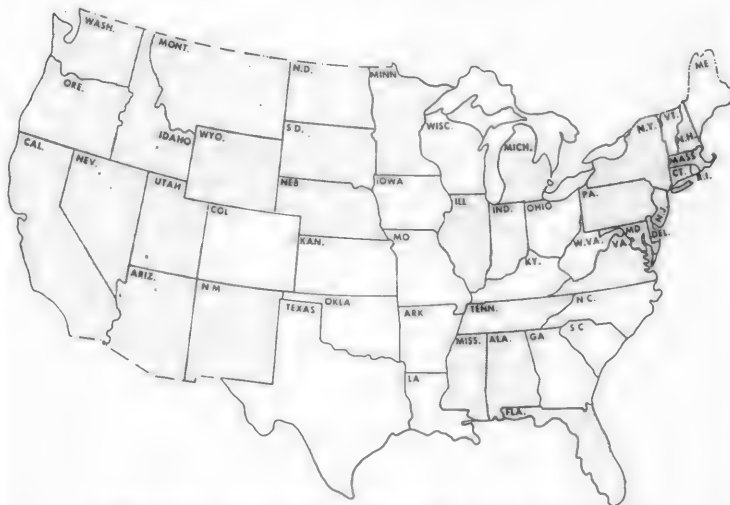 WASH.
MONT.
N.D.
MINN
ME
ORE.
VT.
N.Y.
N.H.
IDAHO
WYO.
S D.
WISC.
MICH.
MASS
CAL.
NEV.
UTAH
NEB
IOWA
CT.
R.I.
PA.
COL
ILL
IND.
OHIO
N.J.
KAN.
MO
W.VA.
MD
DEL.
VA.
KY.
ARIZ.
N M
OKLA
TEXAS
ARK
TENN.
N C.
MISS.
ALA.
GA
S C
LA
FLA.